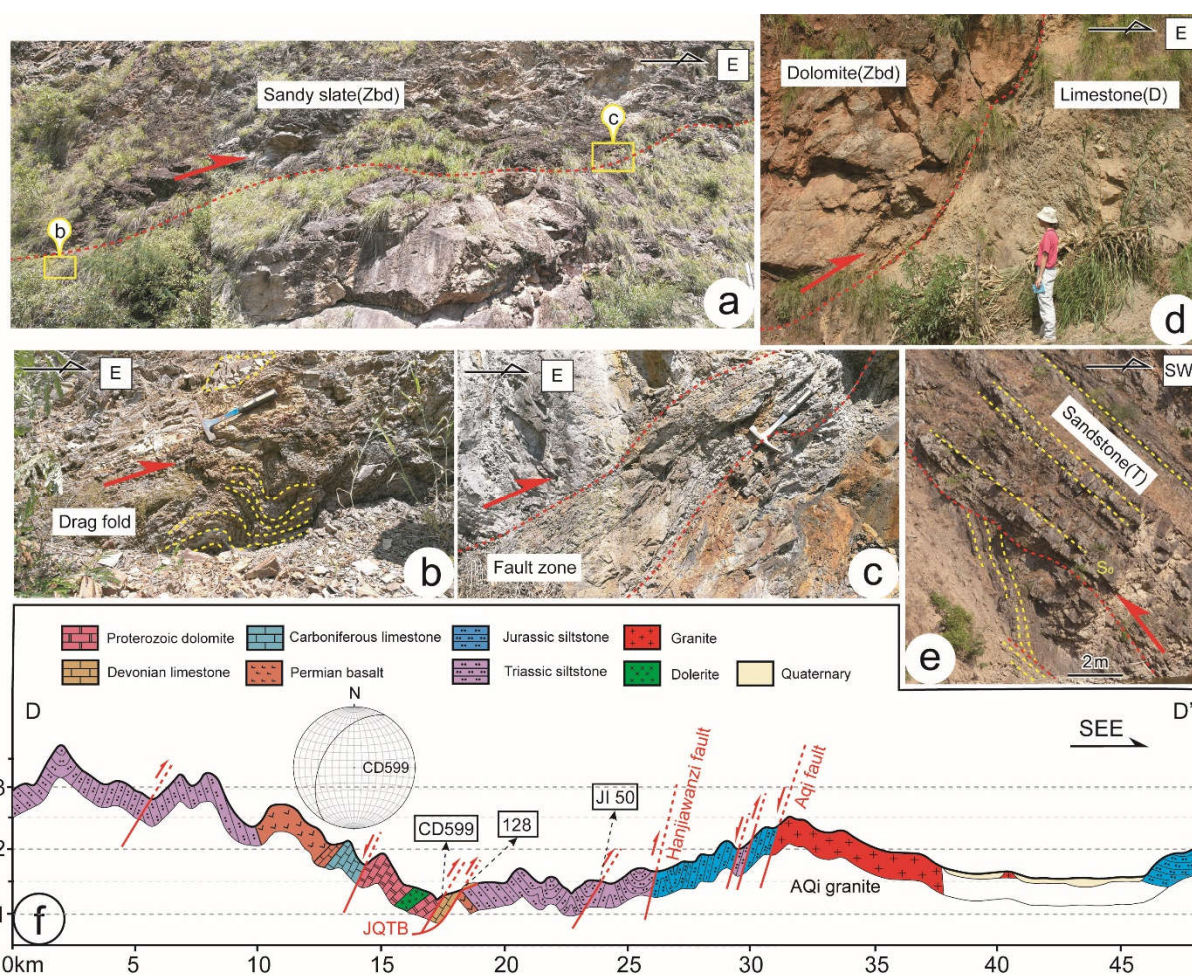 E
Sandy slate(Zbd)
c
b
a
E
Dolomite(Zbd)
Limestone(D)
d
E
Drag fold
b
E
Fault zone
c
SW
Sandstone(T)
S₀
2m
e
Proterozoic dolomite
Carboniferous limestone
Jurassic siltstone
Granite
Devonian limestone
Permian basalt
Triassic siltstone
Dolerite
Quaternary
D
N
CD599
SEE
D'
3
2
1
CD599
128
JI 50
Hanjiawanzi fault
Aqi fault
AQi granite
JQTB
f
0km 5 10 15 20 25 30 35 40 45